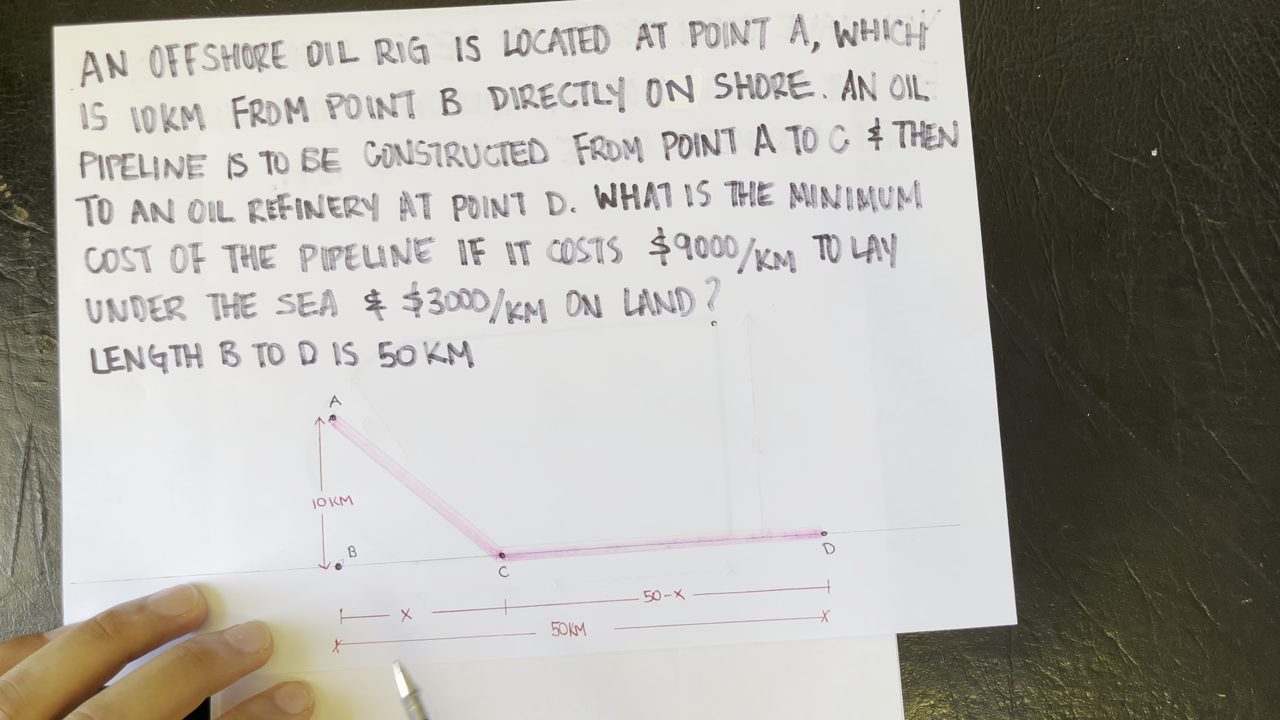 AN OFFSHORE OIL RIG IS LOCATED AT POINT A, WHICH
IS 10KM FROM POINT B DIRECTLY ON SHORE. AN OIL
PIPELINE IS TO BE CONSTRUCTED FROM POINT A TO C & THEN
TO AN OIL REFINERY AT POINT D. WHAT IS THE MINIMUM
COST OF THE PIPELINE IF IT COSTS $9000/KM TO LAY
UNDER THE SEA & $3000/KM ON LAND?
LENGTH B TO D IS 50KM
A
10KM
B
C
D
X
50-X
50KM